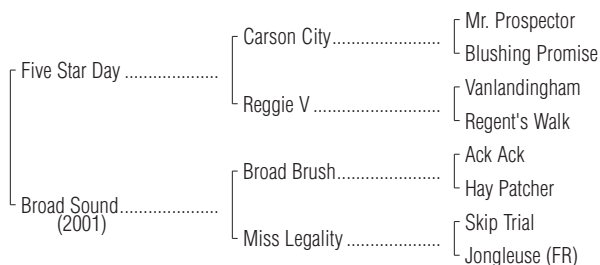 Five Star Day ....................
Carson City.......................
Mr. Prospector
Blushing Promise
Reggie V ...........................
Vanlandingham
Regent's Walk
Broad Sound.....................
(2001)
Broad Brush......................
Ack Ack
Hay Patcher
Miss Legality ....................
Skip Trial
Jongleuse (FR)